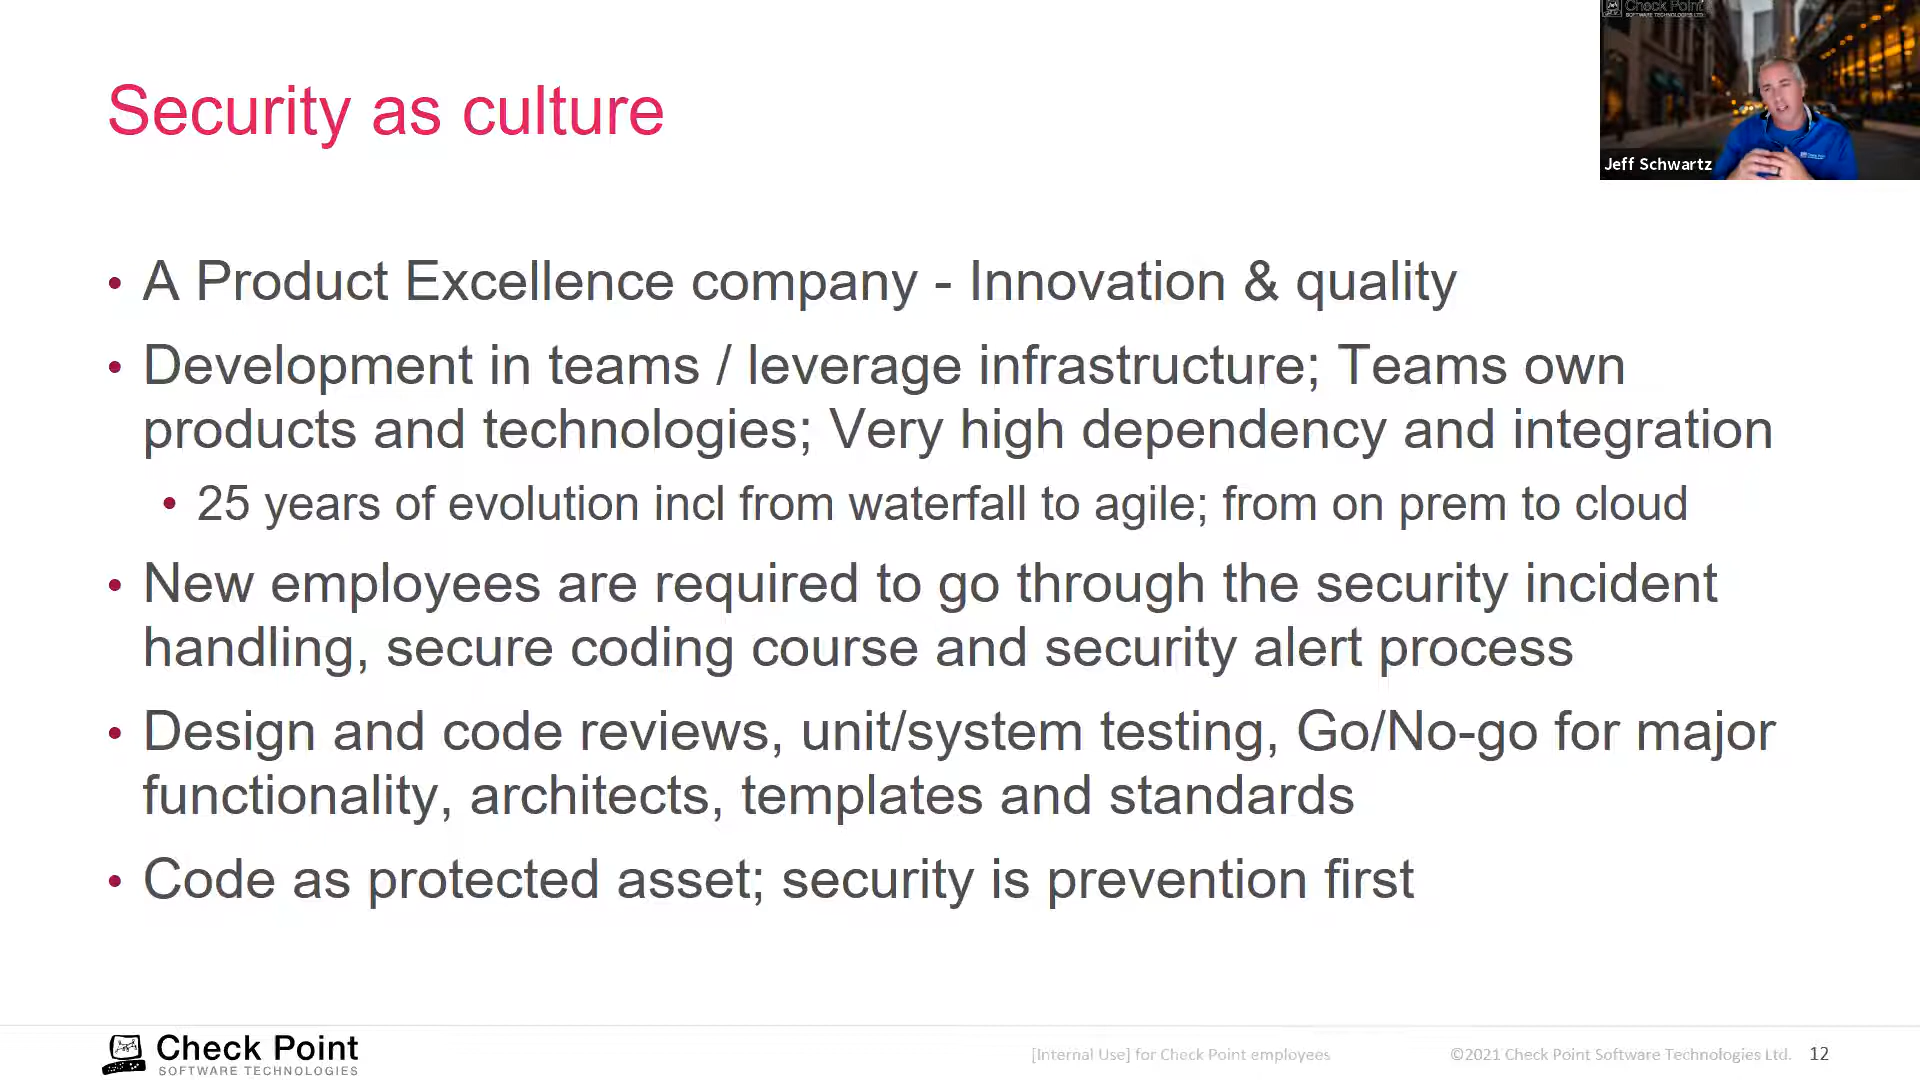 Check Point
SOFTWARE TECHNOLOGIES LTD.
Jeff Schwartz
Security as culture
• A Product Excellence company - Innovation & quality
• Development in teams / leverage infrastructure; Teams own
products and technologies; Very high dependency and integration
• 25 years of evolution incl from waterfall to agile; from on prem to cloud
• New employees are required to go through the security incident
handling, secure coding course and security alert process
• Design and code reviews, unit/system testing, Go/No-go for major
functionality, architects, templates and standards
• Code as protected asset; security is prevention first
Check Point
SOFTWARE TECHNOLOGIES
[Internal Use] for Check Point employees
©2021 Check Point Software Technologies Ltd. 12